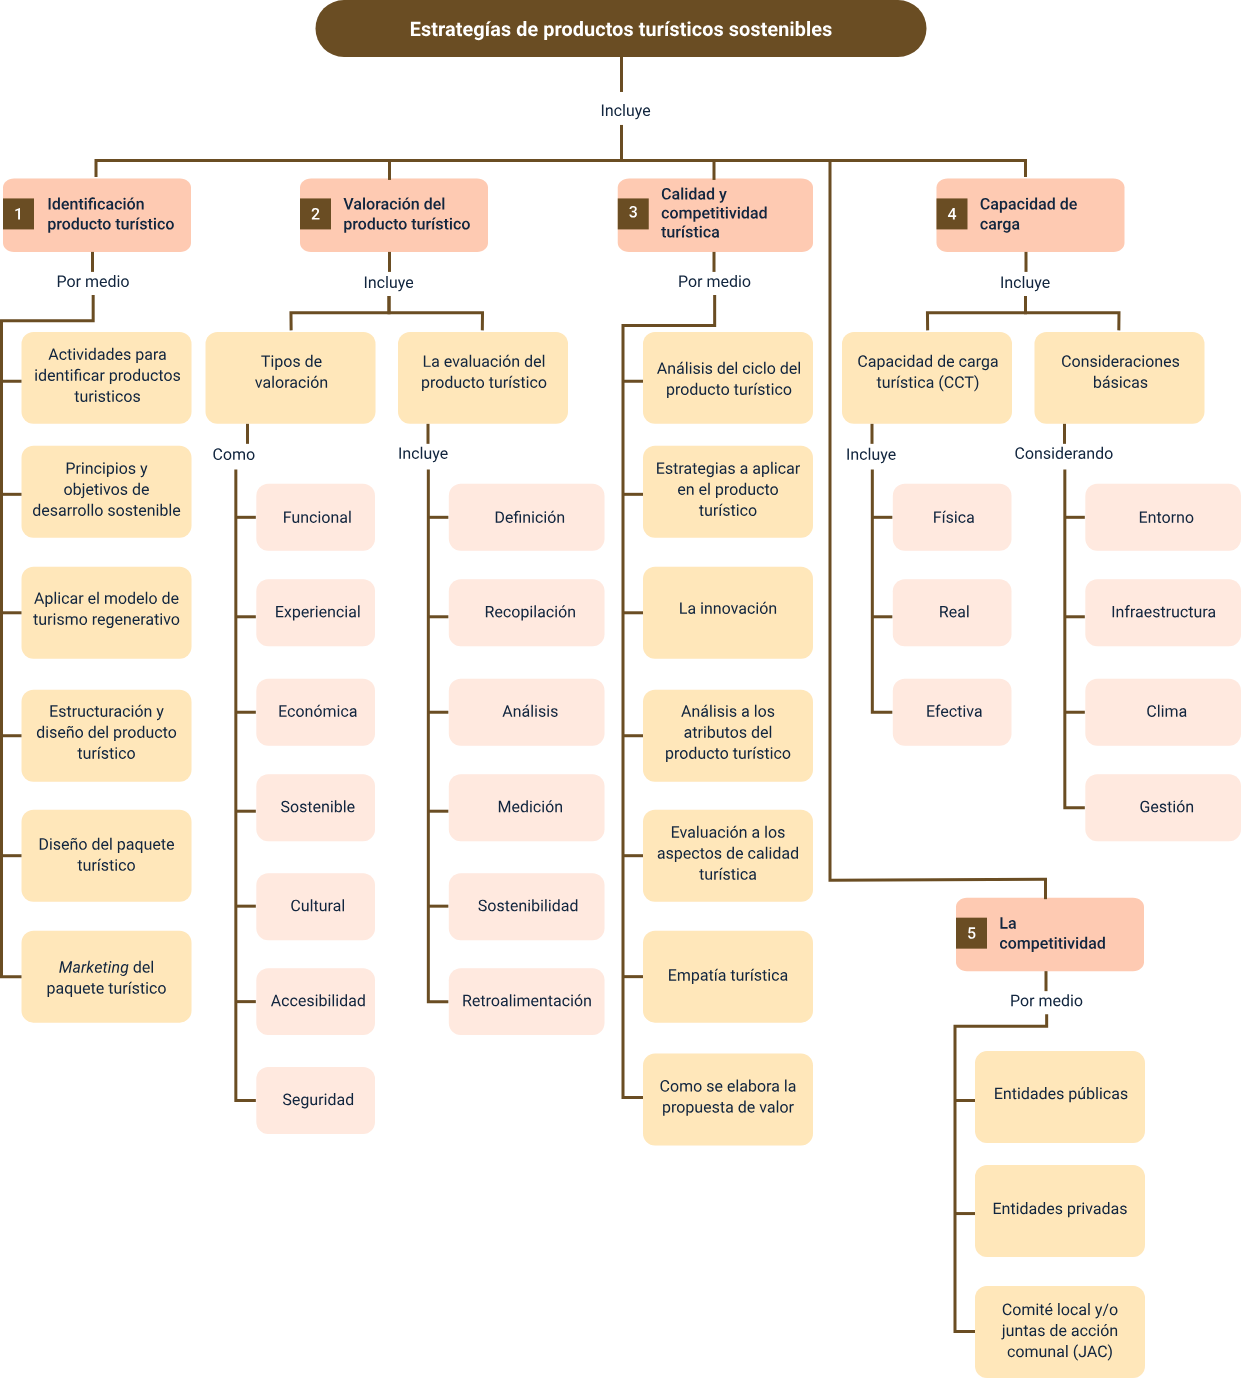 Estrategías de productos turísticos sostenibles
Incluye
1
Identificación
producto turístico
Por medio
Actividades para
identificar productos
turisticos
Principios y
objetivos de
desarrollo sostenible
Aplicar el modelo de
turismo regenerativo
Estructuración y
diseño del producto
turístico
Diseño del paquete
turístico
Marketing del
paquete turístico
2
Valoración del
producto turístico
Incluye
Tipos de
valoración
Como
Funcional
Experiencial
Económica
Sostenible
Cultural
Accesibilidad
Seguridad
La evaluación del
producto turístico
Incluye
Definición
Recopilación
Análisis
Medición
Sostenibilidad
Retroalimentación
3
Calidad y
competitividad
turística
Por medio
Análisis del ciclo del
producto turístico
Estrategias a aplicar
en el producto
turístico
La innovación
Análisis a los
atributos del
producto turístico
Evaluación a los
aspectos de calidad
turística
Empatía turística
Como se elabora la
propuesta de valor
4
Capacidad de
carga
Incluye
Capacidad de carga
turística (CCT)
Incluye
Física
Real
Efectiva
Consideraciones
básicas
Considerando
Entorno
Infraestructura
Clima
Gestión
5
La
competitividad
Por medio
Entidades públicas
Entidades privadas
Comité local y/o
juntas de acción
comunal (JAC)